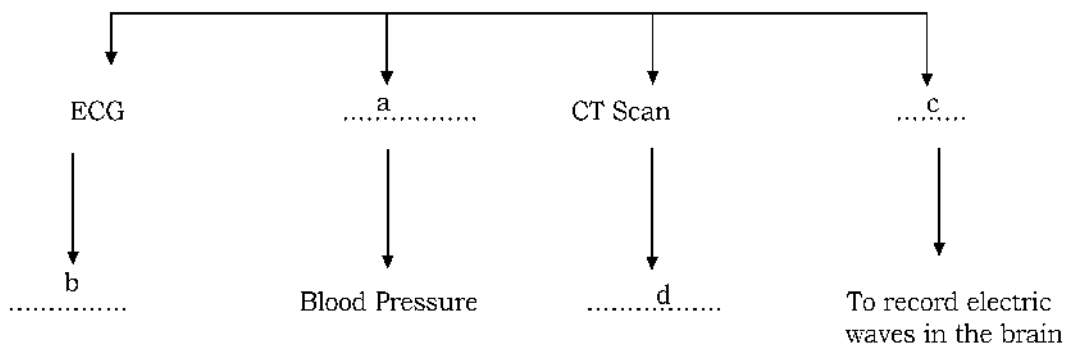 ECG a CT Scan c
.............. ......
b
............. Blood Pressure d To record electric
.............. waves in the brain